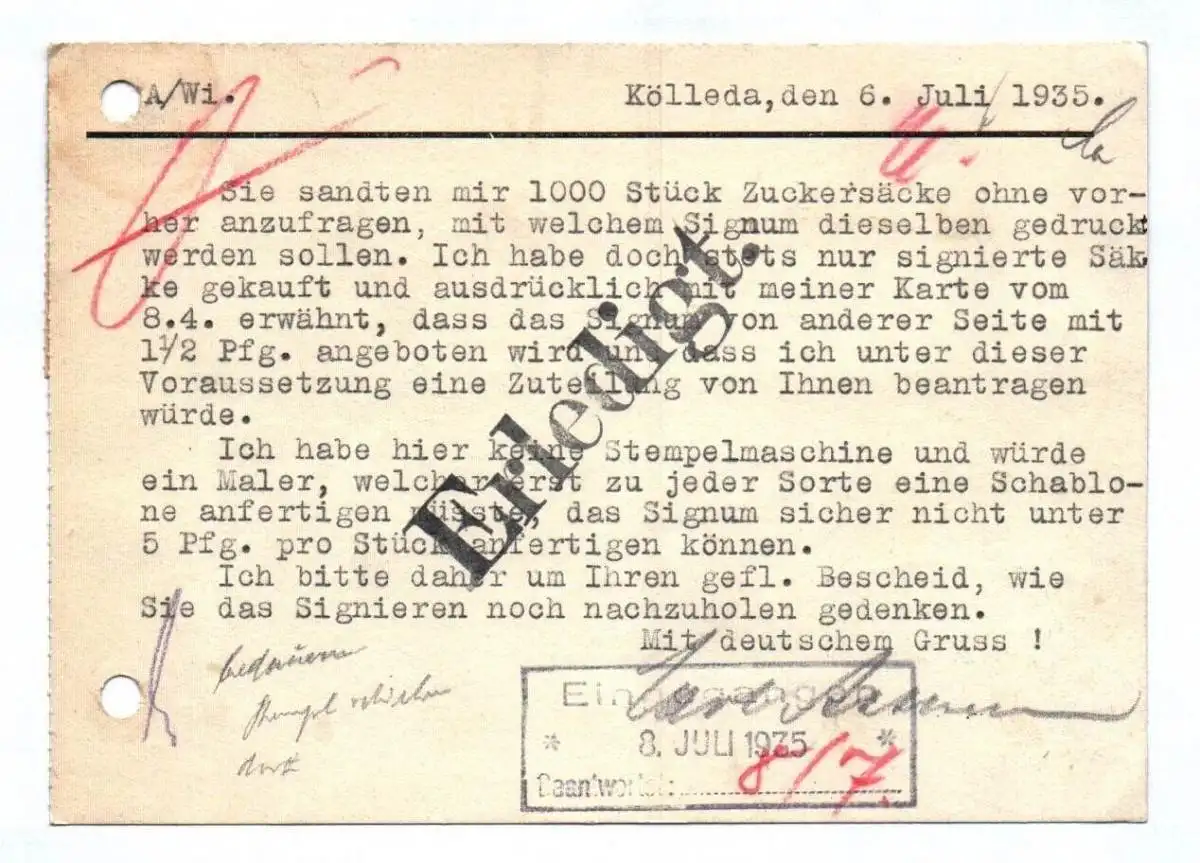 A/Wi. Kölleda,den 6. Juli 1935.
Sie sandten mir 1000 Stück Zuckersäcke ohne vor-
her anzufragen, mit welchem Signum dieselben gedruckt
werden sollen. Ich habe doch stets nur signierte Säk
ke gekauft und ausdrücklich mit meiner Karte vom
8.4. erwähnt, dass das Signum von anderer Seite mit
1½ Pfg. angeboten wird und dass ich unter dieser
Voraussetzung eine Zuteilung von Ihnen beantragen
würde.
Ich habe hier keine Stempelmaschine und würde
ein Maler, welcher erst zu jeder Sorte eine Schablo-
ne anfertigen müsste, das Signum sicher nicht unter
5 Pfg. pro Stück anfertigen können.
Ich bitte daher um Ihren gefl. Bescheid, wie
Sie das Signieren noch nachzuholen gedenken.
Mit deutschem Gruss !
Erledigt.
bedauern
Eingegangen
* 8. JULI 1935 *
Beantwortet: 8/7.